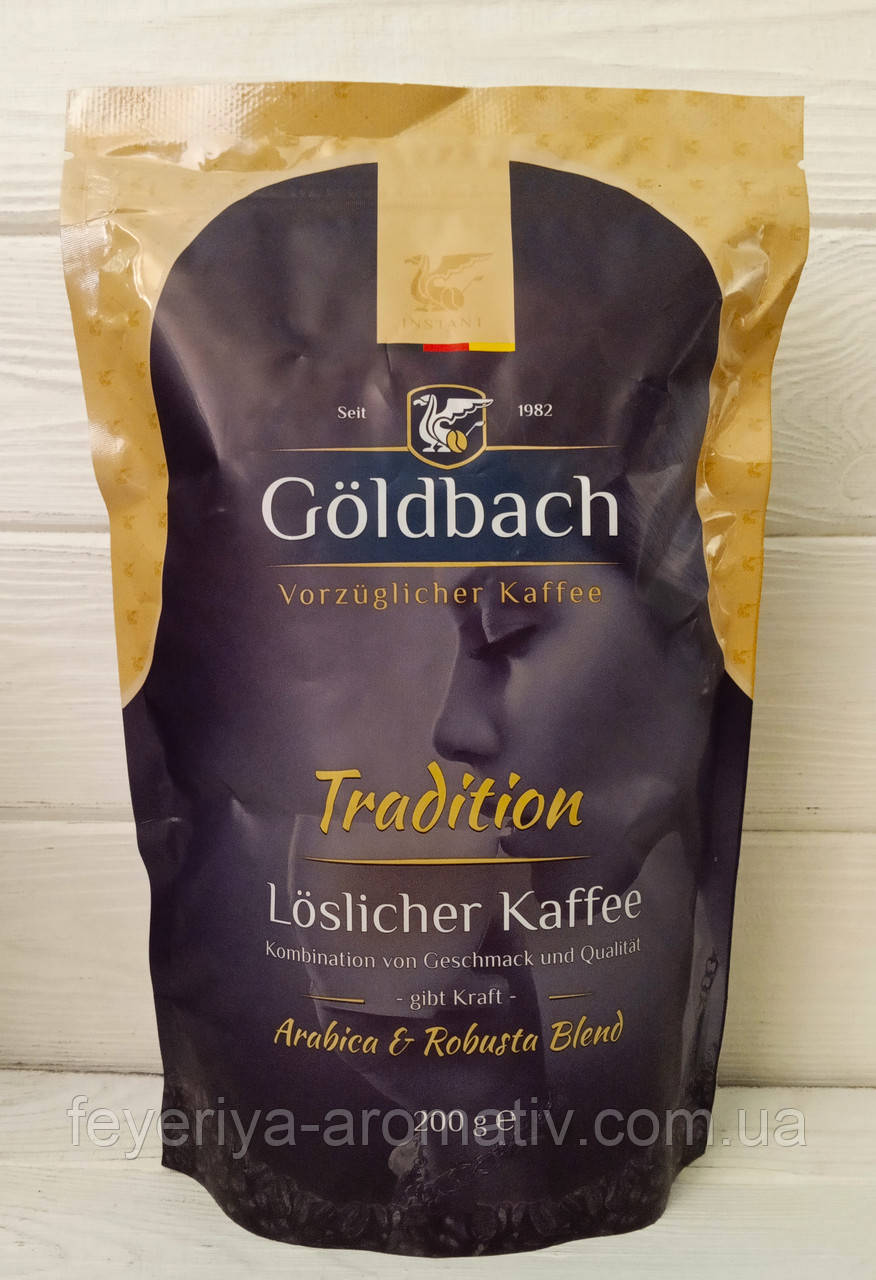 INSTANT
Seit 1982
Göldbach
Vorzüglicher Kaffee
Tradition
Löslicher Kaffee
Kombination von Geschmack und Qualität
- gibt Kraft -
Arabica & Robusta Blend
200 g ℮
feyeriya-aromativ.com.ua